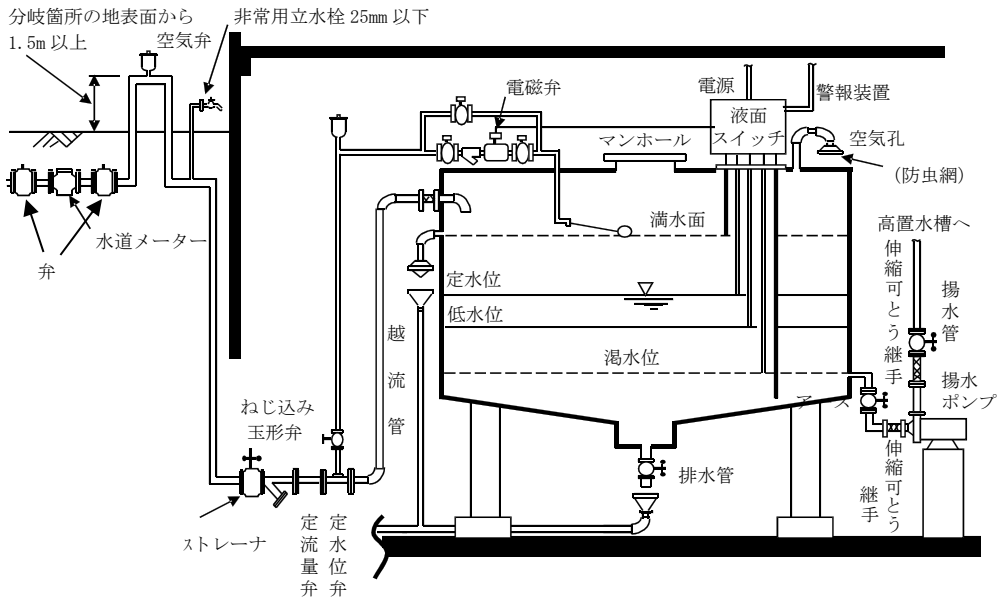 分岐箇所の地表面から
1.5m以上
非常用立水栓 25mm 以下
空気弁
電磁弁
電源
警報装置
液面
スイッチ
マンホール
空気孔
(防虫網)
水道メーター
弁
満水面
高置水槽へ
伸縮可とう継手
揚水管
定水位
低水位
渇水位
越流管
アース
揚水
ポンプ
ねじ込み
玉形弁
排水管
伸縮可とう
継手
ストレーナ
定流量弁
定水位弁